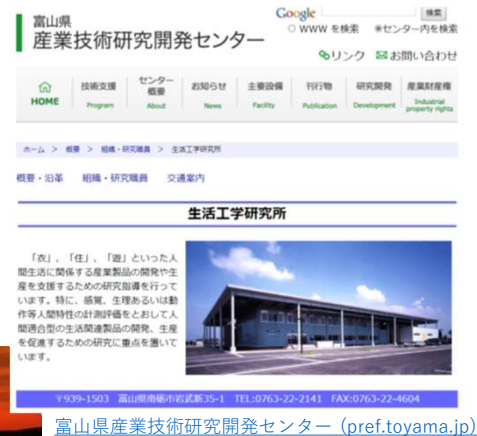 富山県
産業技術研究開発センター
Google
検索
WWW を検索
センター内を検索
リンク
お問い合わせ
HOME
技術支援
Program
センター
概要
About
お知らせ
News
主要設備
Facility
刊行物
Publication
研究開発
Development
産業財産権
Industrial
property rights
ホーム > 概要 > 組織・研究職員 > 生活工学研究所
概要・沿革 組織・研究職員 交通案内
生活工学研究所
「衣」、「住」、「遊」といった人
間生活に関係する産業製品の開発や生
産を支援するための研究指導を行って
います。特に、感覚、生理あるいは動
作等人間特性の計測評価をとおして人
間適合型の生活関連製品の開発、生産
を促進するための研究に重点を置いて
います。
〒939-1503 富山県南砺市岩武新35-1 TEL:0763-22-2141 FAX:0763-22-4604
富山県産業技術研究開発センター (pref.toyama.jp)